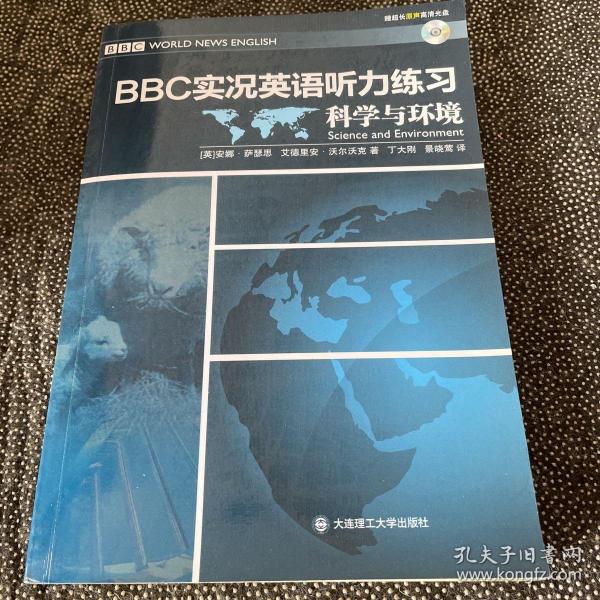 赠超长原声高清光盘
BBC WORLD NEWS ENGLISH
BBC实况英语听力练习
科学与环境
Science and Environment
[英]安娜·萨瑟思 艾德里安·沃尔沃克 著 丁大刚 景晓莺 译
大连理工大学出版社
孔夫子旧书网
www.kongfz.com